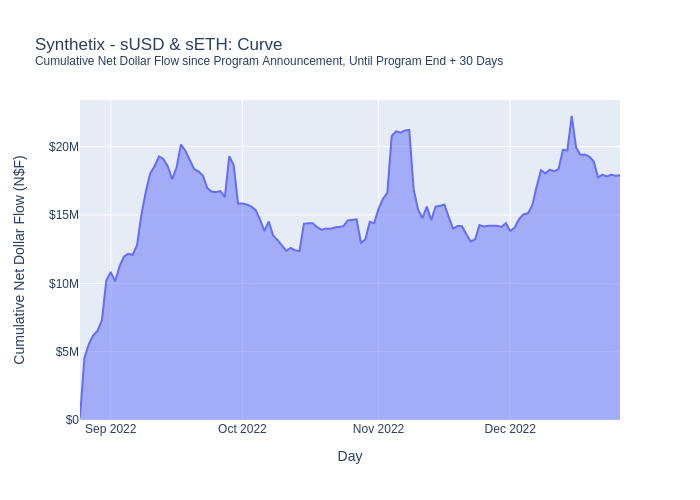 Synthetix - sUSD & sETH: Curve
Cumulative Net Dollar Flow since Program Announcement, Until Program End + 30 Days
Cumulative Net Dollar Flow (N$F)
$20M
$15M
$10M
$5M
$0
Sep 2022
Oct 2022
Nov 2022
Dec 2022
Day